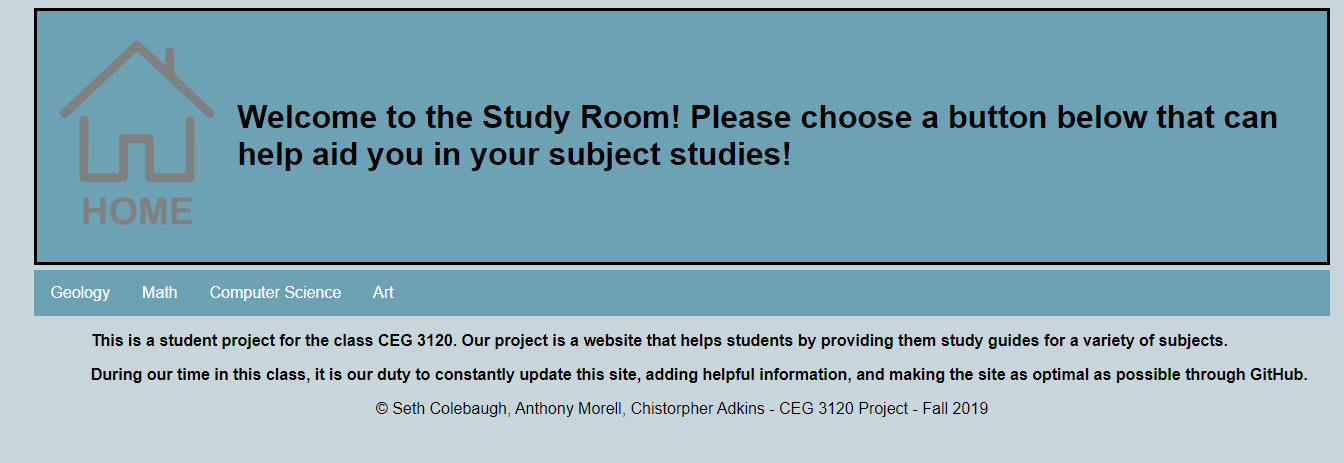 HOME
Welcome to the Study Room! Please choose a button below that can
help aid you in your subject studies!
Geology Math Computer Science Art
This is a student project for the class CEG 3120. Our project is a website that helps students by providing them study guides for a variety of subjects.
During our time in this class, it is our duty to constantly update this site, adding helpful information, and making the site as optimal as possible through GitHub.
© Seth Colebaugh, Anthony Morell, Chistorpher Adkins - CEG 3120 Project - Fall 2019